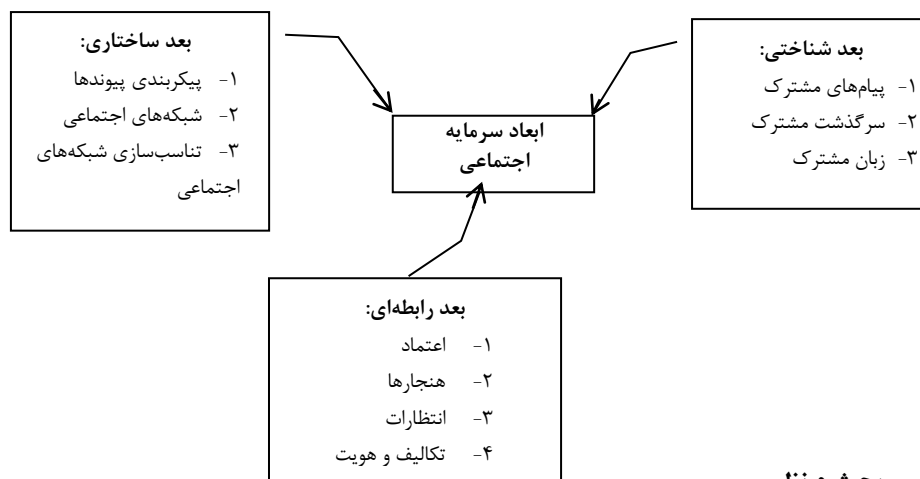 بعد شناختی:
۱- پیام‌های مشترک
۲- سرگذشت مشترک
۳- زبان مشترک
ابعاد سرمایه
اجتماعی
بعد ساختاری:
۱- پیکربندی پیوندها
۲- شبکه‌های اجتماعی
۳- تناسب‌سازی شبکه‌های
اجتماعی
بعد رابطه‌ای:
۱- اعتماد
۲- هنجارها
۳- انتظارات
۴- تکالیف و هویت